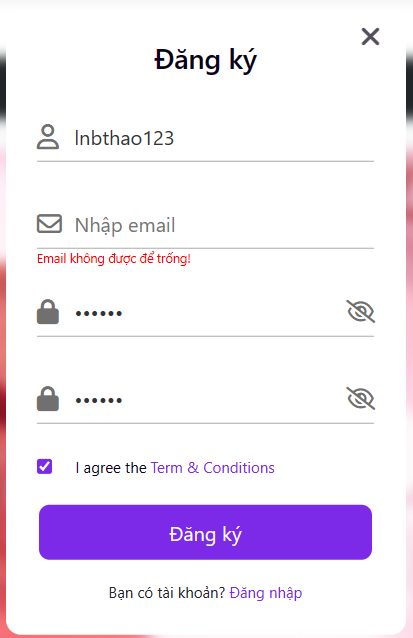 Đăng ký
lnbthao123
Nhập email
Email không được để trống!
••••••
••••••
I agree the Term & Conditions
Đăng ký
Bạn có tài khoản? Đăng nhập